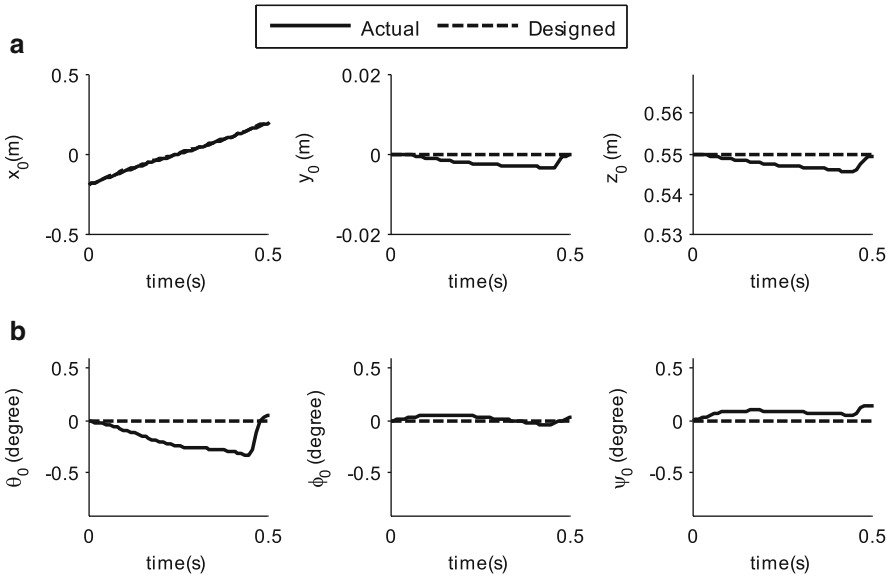 Actual Designed
a
0.5 0 -0.5
x0(m)
0 0.5
time(s)
0.02 0 -0.02
y0 (m)
0 0.5
time(s)
0.56 0.55 0.54 0.53
z0 (m)
0 0.5
time(s)
b
0.5 0 -0.5
θ0 (degree)
0 0.5
time(s)
0.5 0 -0.5
ϕ0 (degree)
0 0.5
time(s)
0.5 0 -0.5
ψ0 (degree)
0 0.5
time(s)